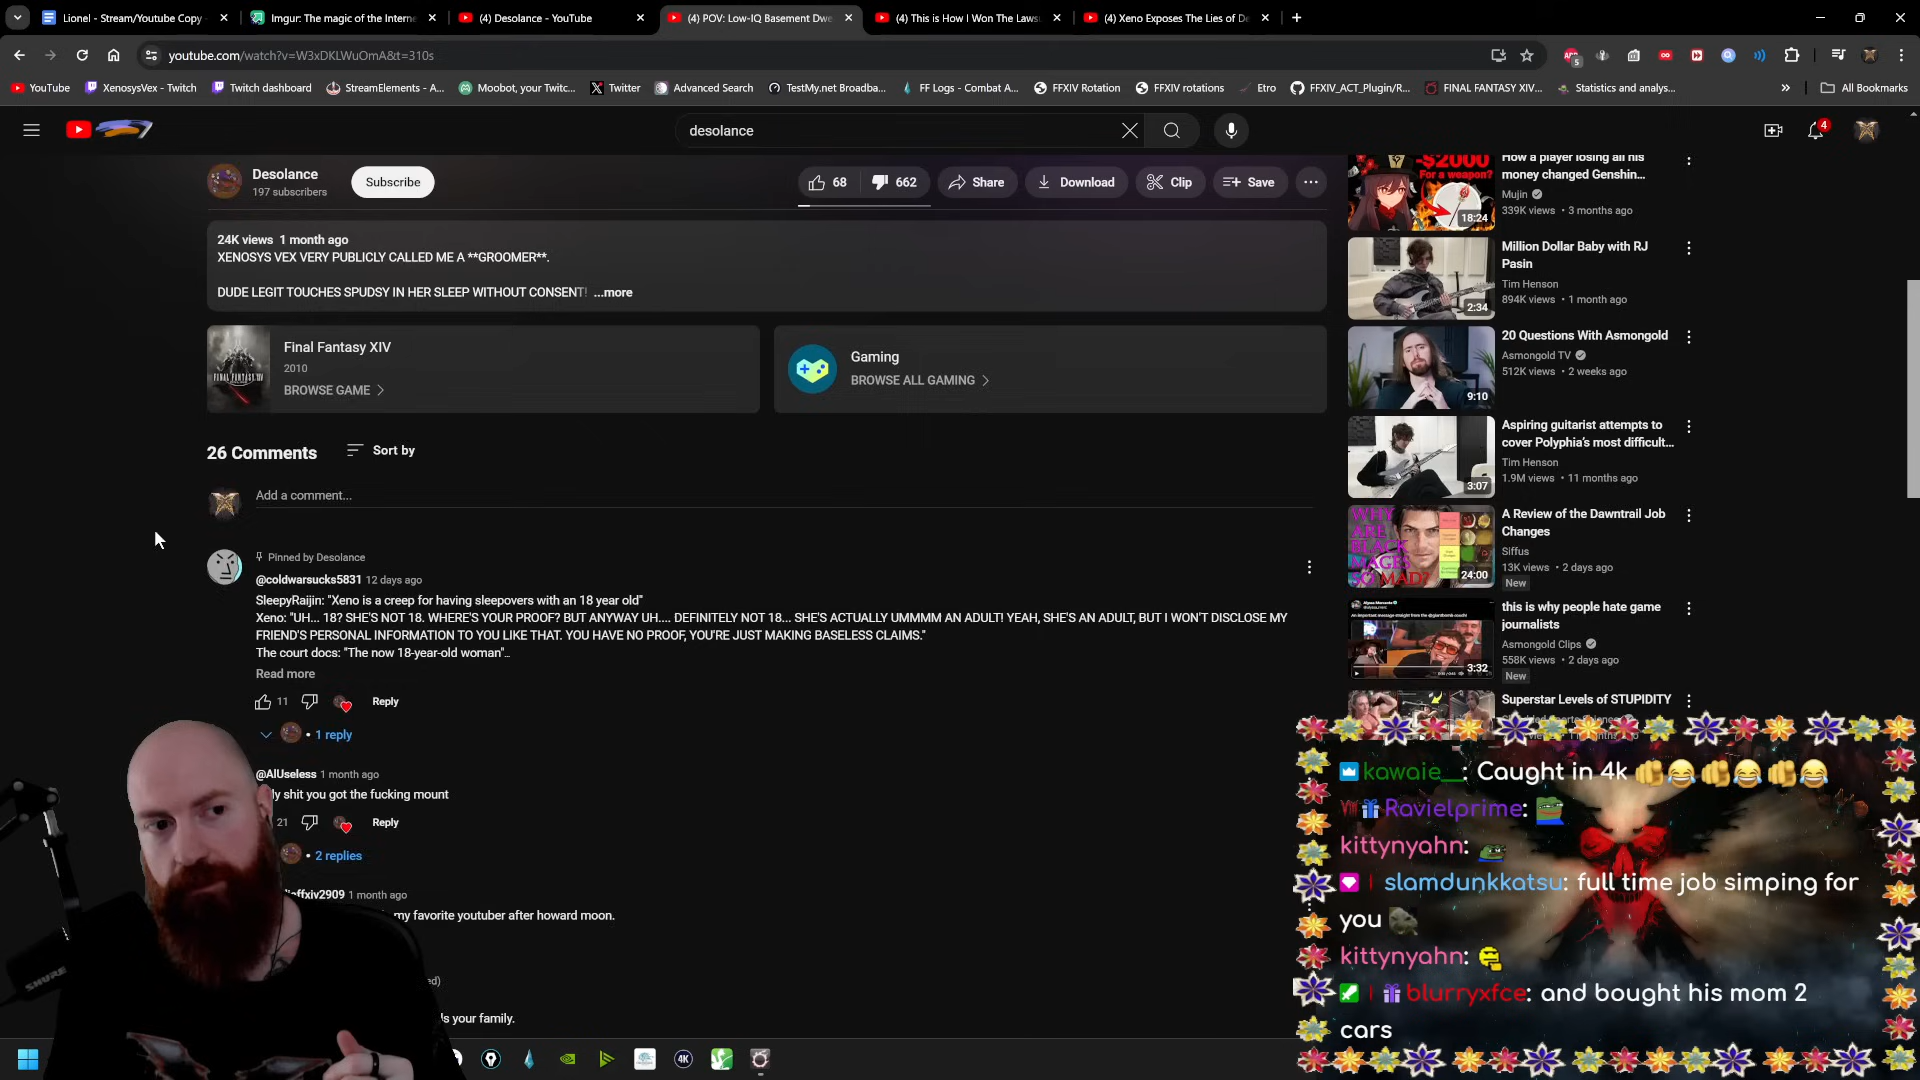 Lionel - Stream/Youtube Copy
Imgur: The magic of the Interne
(4) Desolance - YouTube
(4) POV: Low-IQ Basement Dwe
(4) This is How I Won The Laws
(4) Xeno Exposes The Lies of De
youtube.com/watch?v=W3xDKLWuOmA&t=310s
5
YouTube
XenosysVex - Twitch
Twitch dashboard
StreamElements - A...
Moobot, your Twitc...
Twitter
Advanced Search
TestMy.net Broadba...
FF Logs - Combat A...
FFXIV Rotation
FFXIV rotations
Etro
FFXIV_ACT_Plugin/R...
FINAL FANTASY XIV...
Statistics and analys...
All Bookmarks
desolance
4
Desolance
197 subscribers
Subscribe
68
662
Share
Download
Clip
Save
24K views 1 month ago
XENOSYS VEX VERY PUBLICLY CALLED ME A **GROOMER**.
DUDE LEGIT TOUCHES SPUDSY IN HER SLEEP WITHOUT CONSENT! ...more
Final Fantasy XIV
2010
BROWSE GAME
Gaming
BROWSE ALL GAMING
26 Comments
Sort by
Add a comment...
Pinned by Desolance
@coldwarsucks5831 12 days ago
SleepyRaijin: "Xeno is a creep for having sleepovers with an 18 year old"
Xeno: "UH... 18? SHE'S NOT 18. WHERE'S YOUR PROOF? BUT ANYWAY UH.... DEFINITELY NOT 18... SHE'S ACTUALLY UMMMM AN ADULT! YEAH, SHE'S AN ADULT, BUT I WON'T DISCLOSE MY
FRIEND'S PERSONAL INFORMATION TO YOU LIKE THAT. YOU HAVE NO PROOF, YOU'RE JUST MAKING BASELESS CLAIMS."
The court docs: "The now 18-year-old woman"...
Read more
11
Reply
1 reply
@AlUseless 1 month ago
shit you got the fucking mount
21
Reply
2 replies
1 month ago
my favorite youtuber after howard moon.
your family.
-$2000
For a weapon?
18:24
How a player losing all his
money changed Genshin...
Mujin
339K views • 3 months ago
2:34
Million Dollar Baby with RJ
Pasin
Tim Henson
894K views • 1 month ago
9:10
20 Questions With Asmongold
Asmongold TV
512K views • 2 weeks ago
3:07
Aspiring guitarist attempts to
cover Polyphia's most difficult...
Tim Henson
1.9M views • 11 months ago
WHY
ARE
BLACK
MAGES
SO MAD?
24:00
A Review of the Dawntrail Job
Changes
Siffus
13K views • 2 days ago
New
3:32
this is why people hate game
journalists
Asmongold Clips
558K views • 2 days ago
New
Superstar Levels of STUPIDITY
kawaie__: Caught in 4k
Ravielprime:
kittynyahn:
slamdunkkatsu: full time job simping for
you
kittynyahn:
blurryxfce: and bought his mom 2
cars
SHURE
4K